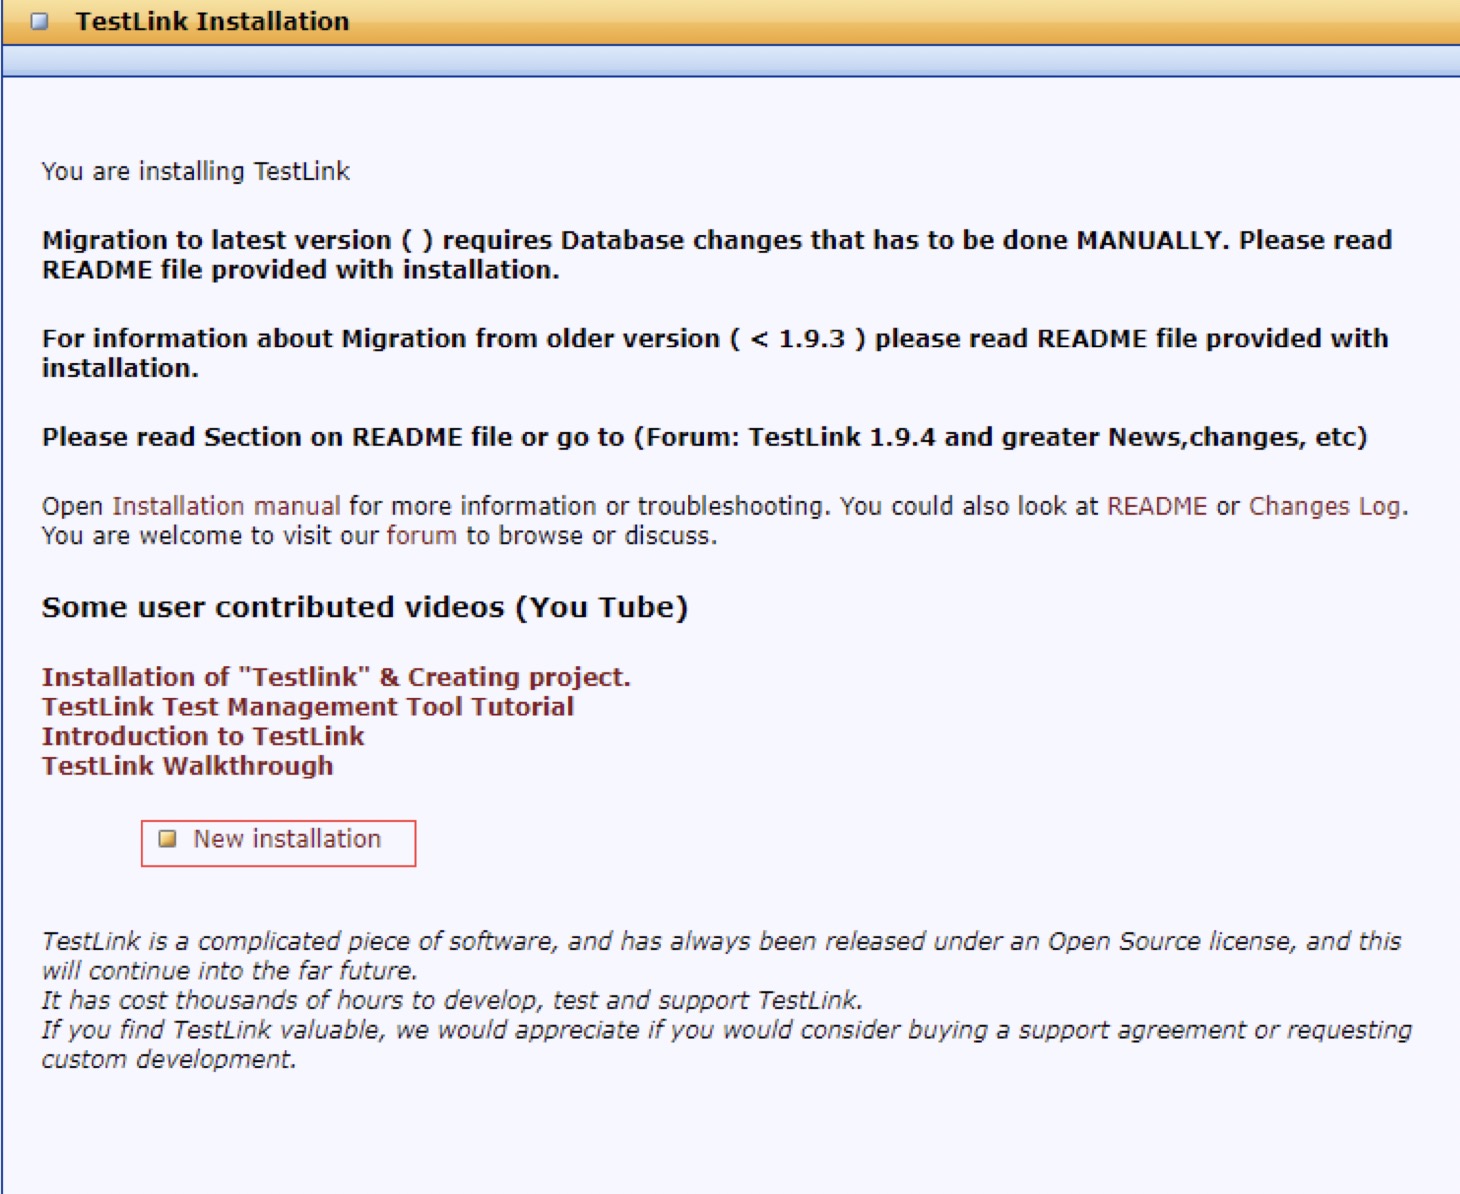 TestLink Installation
You are installing TestLink
Migration to latest version ( ) requires Database changes that has to be done MANUALLY. Please read
README file provided with installation.
For information about Migration from older version ( < 1.9.3 ) please read README file provided with
installation.
Please read Section on README file or go to (Forum: TestLink 1.9.4 and greater News,changes, etc)
Open Installation manual for more information or troubleshooting. You could also look at README or Changes Log.
You are welcome to visit our forum to browse or discuss.
Some user contributed videos (You Tube)
Installation of "Testlink" & Creating project.
TestLink Test Management Tool Tutorial
Introduction to TestLink
TestLink Walkthrough
New installation
TestLink is a complicated piece of software, and has always been released under an Open Source license, and this
will continue into the far future.
It has cost thousands of hours to develop, test and support TestLink.
If you find TestLink valuable, we would appreciate if you would consider buying a support agreement or requesting
custom development.